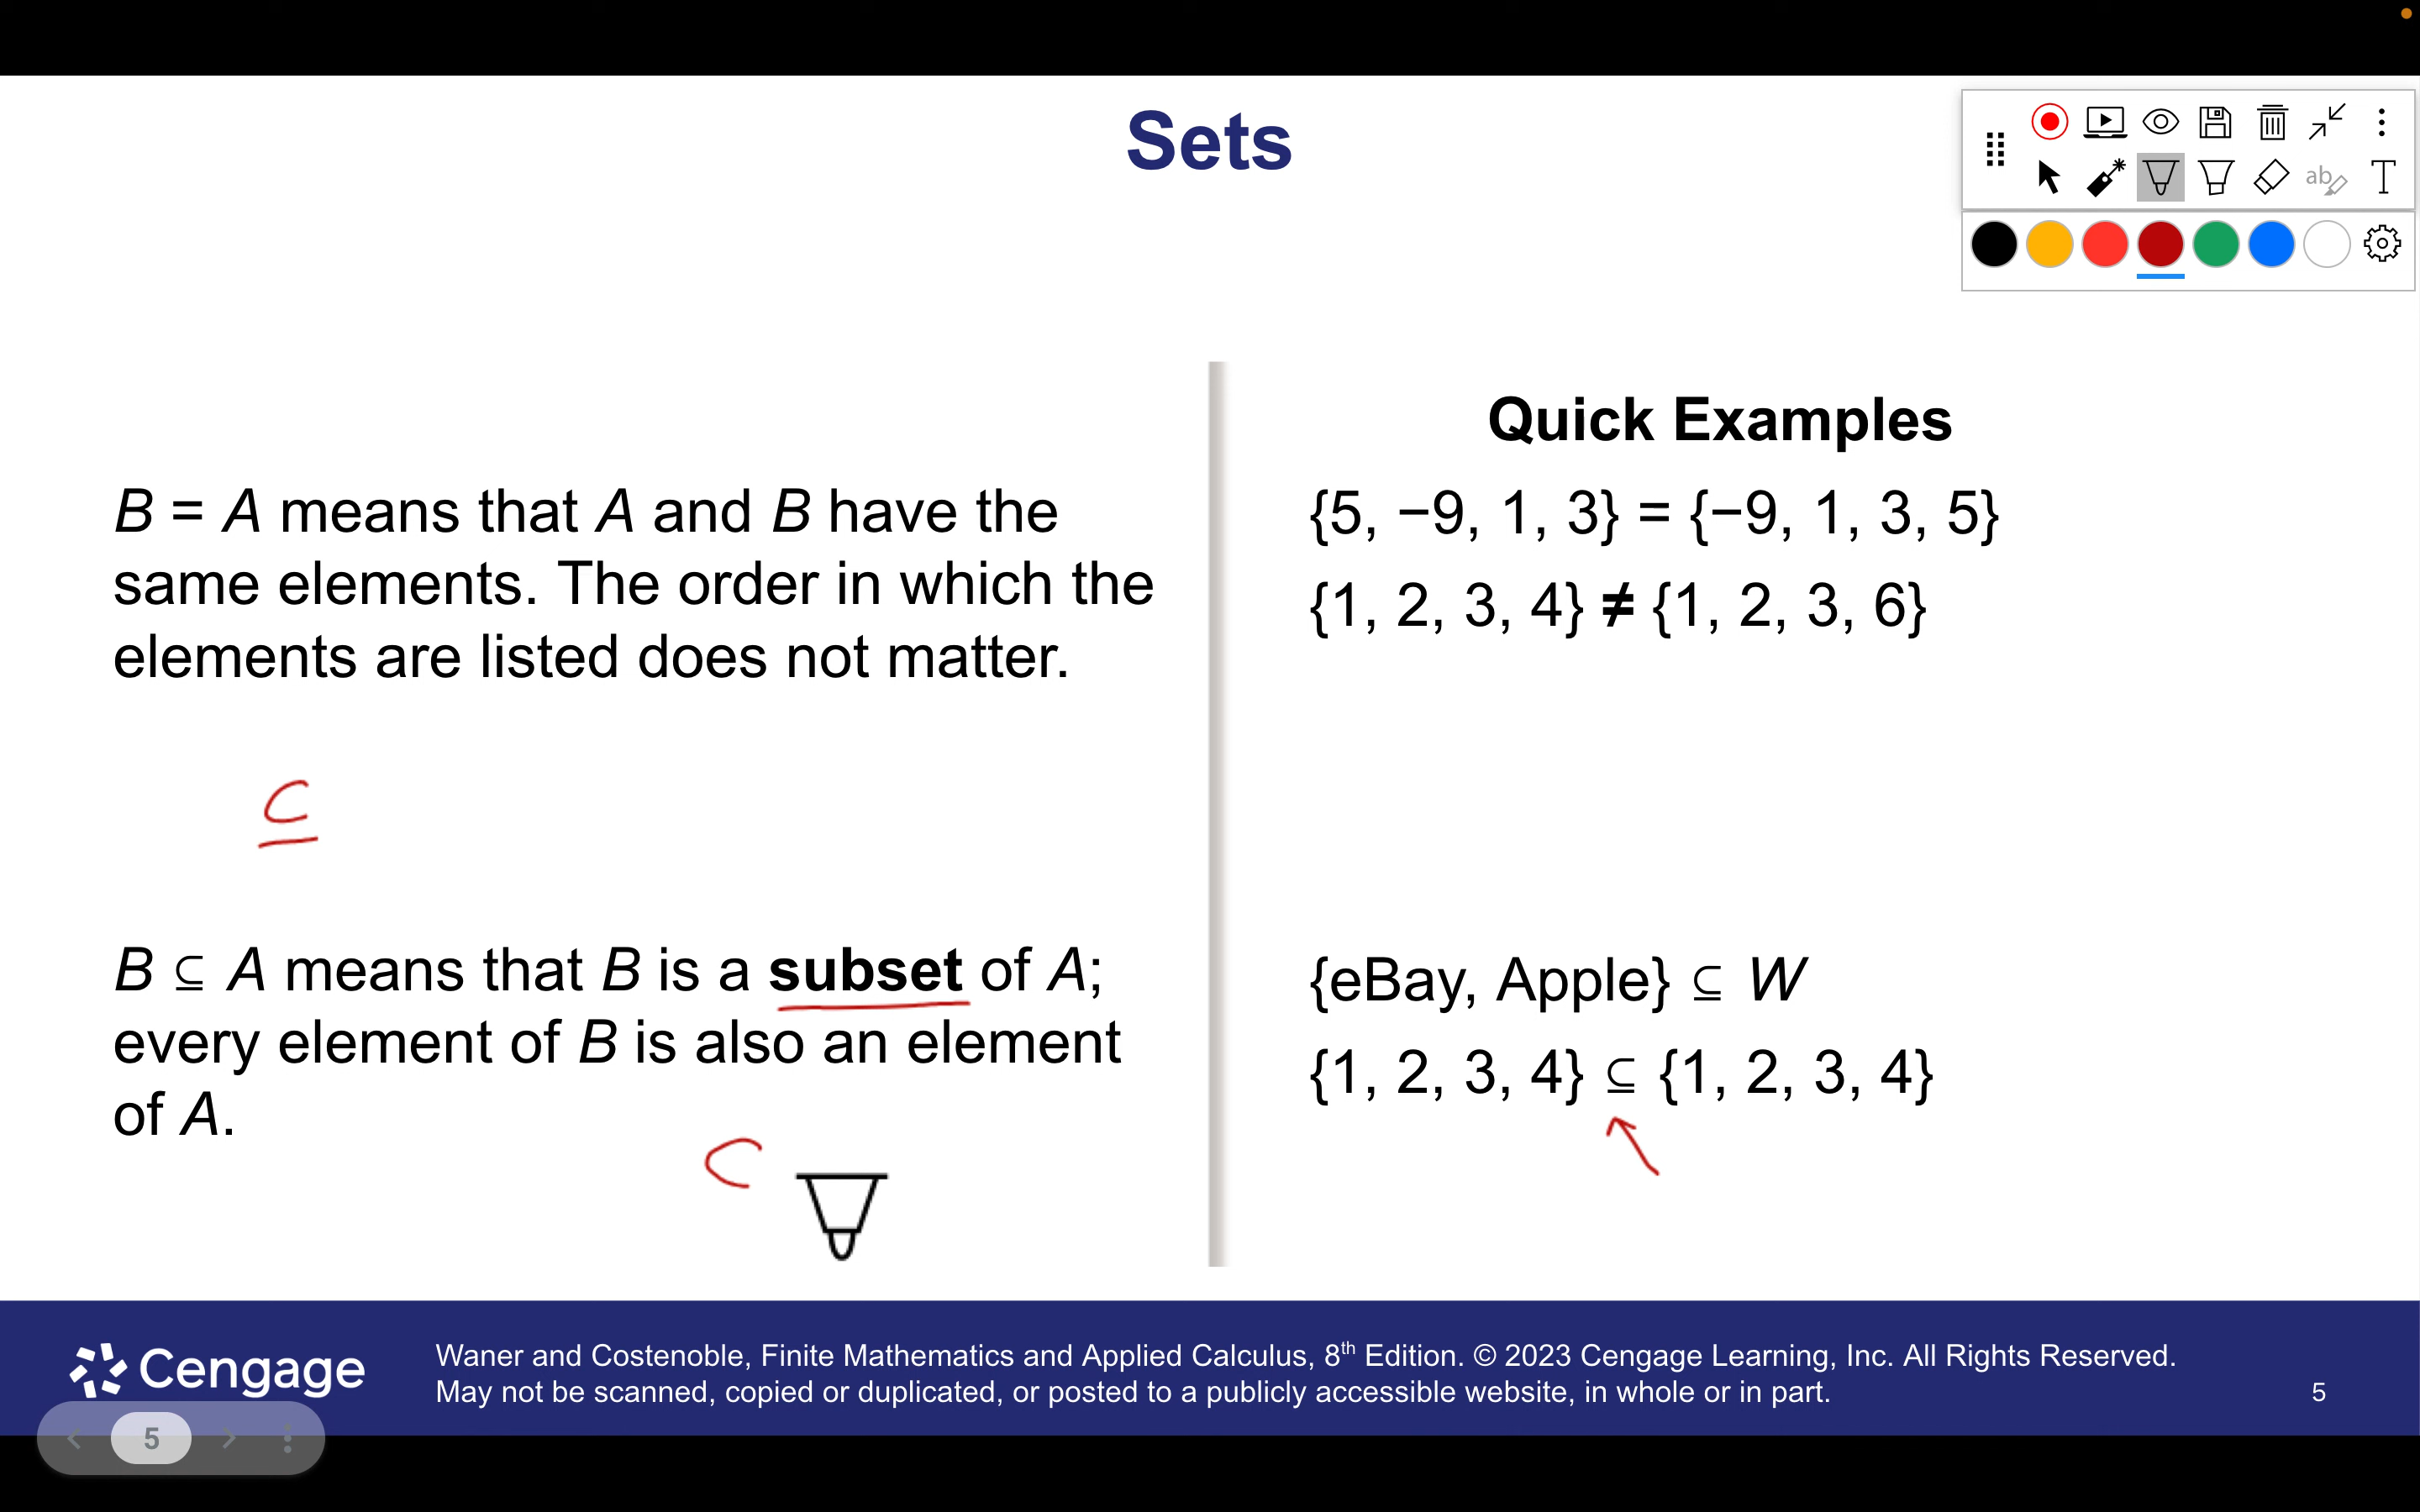 Sets
ab
T
B = A means that A and B have the
same elements. The order in which the
elements are listed does not matter.
⊆
B ⊆ A means that B is a subset of A;
every element of B is also an element
of A.
⊂
Quick Examples
{5, −9, 1, 3} = {−9, 1, 3, 5}
{1, 2, 3, 4} ≠ {1, 2, 3, 6}
{eBay, Apple} ⊆ W
{1, 2, 3, 4} ⊆ {1, 2, 3, 4}
Cengage
Waner and Costenoble, Finite Mathematics and Applied Calculus, 8th Edition. © 2023 Cengage Learning, Inc. All Rights Reserved.
May not be scanned, copied or duplicated, or posted to a publicly accessible website, in whole or in part.
5
5